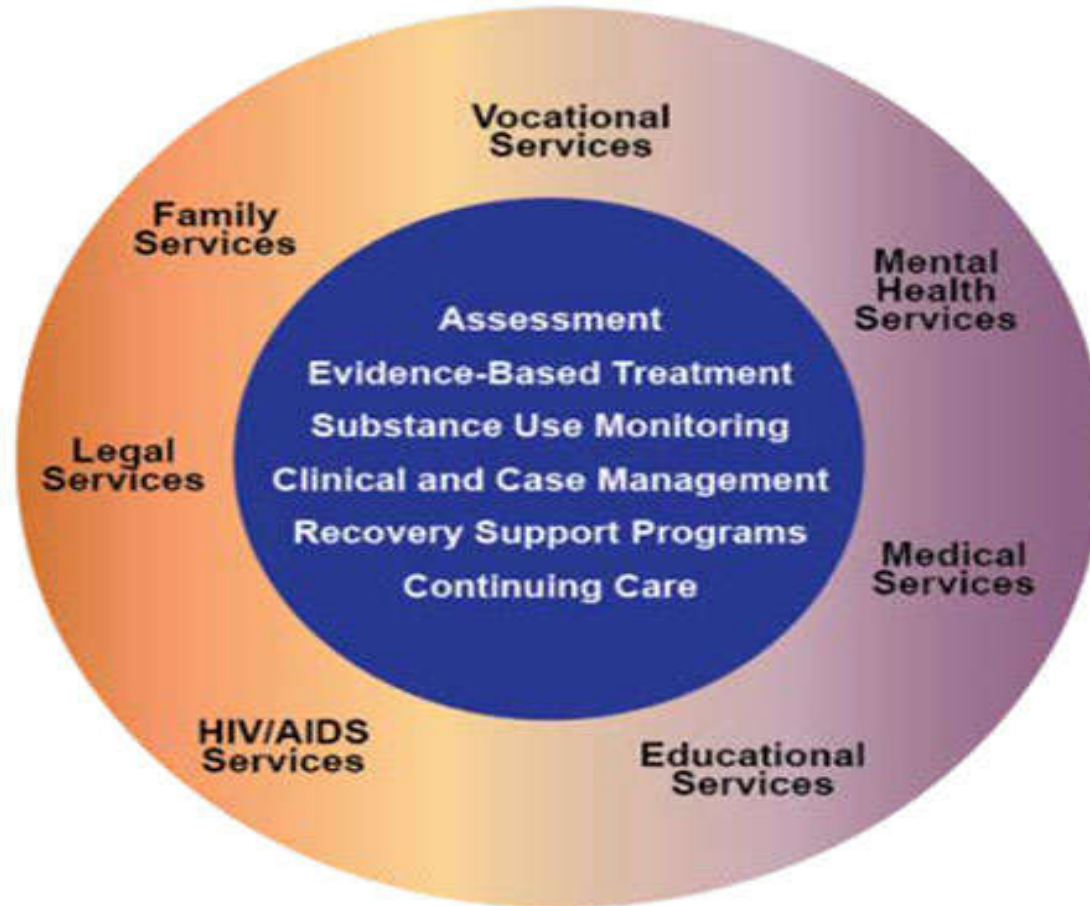 Vocational
Services
Family
Services
Mental
Health
Services
Assessment
Evidence-Based Treatment
Substance Use Monitoring
Clinical and Case Management
Recovery Support Programs
Continuing Care
Legal
Services
Medical
Services
HIV/AIDS
Services
Educational
Services